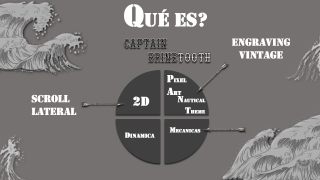 QUÉ ES?
CAPTAIN
BRINETOOTH
ENGRAVING
VINTAGE
SCROLL
LATERAL
2D
PIXEL
ART
NAUTICAL
THEME
DINAMICA
MECANICAS